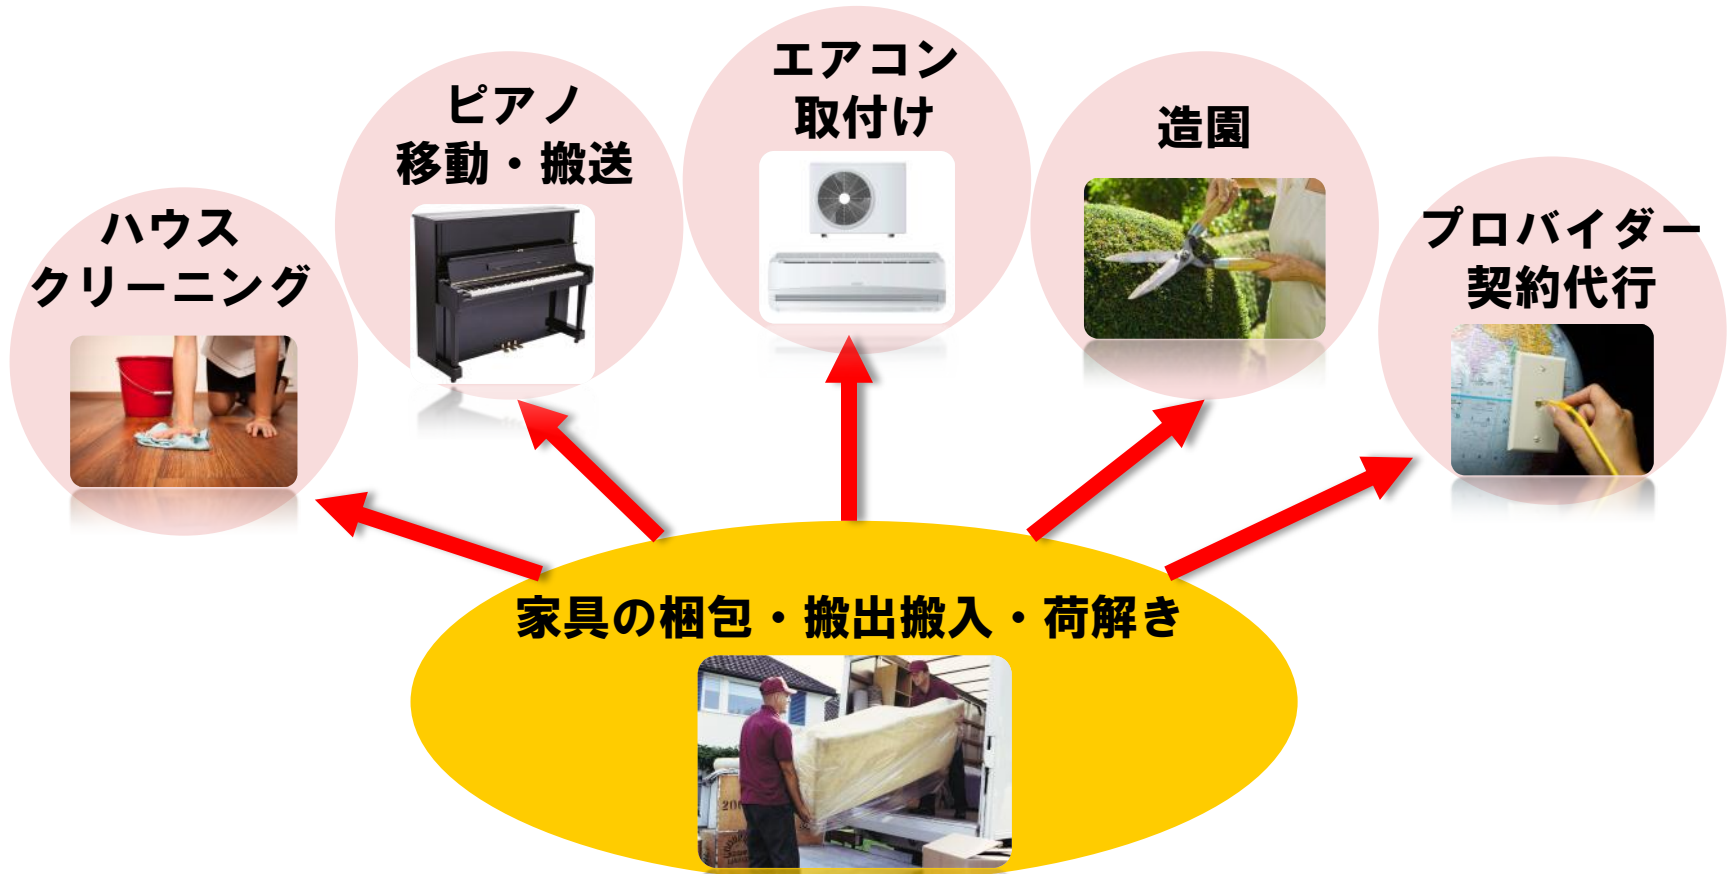 ハウス
クリーニング
ピアノ
移動・搬送
エアコン
取付け
造園
プロバイダー
契約代行
家具の梱包・搬出搬入・荷解き